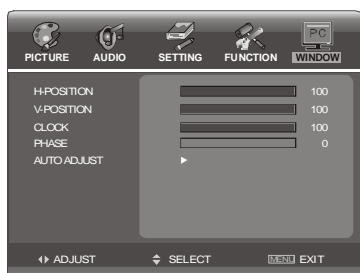 PC
PICTURE AUDIO SETTING FUNCTION WINDOW
H-POSITION 100
V-POSITION 100
CLOCK 100
PHASE 0
AUTO ADJUST
ADJUST SELECT MENU EXIT